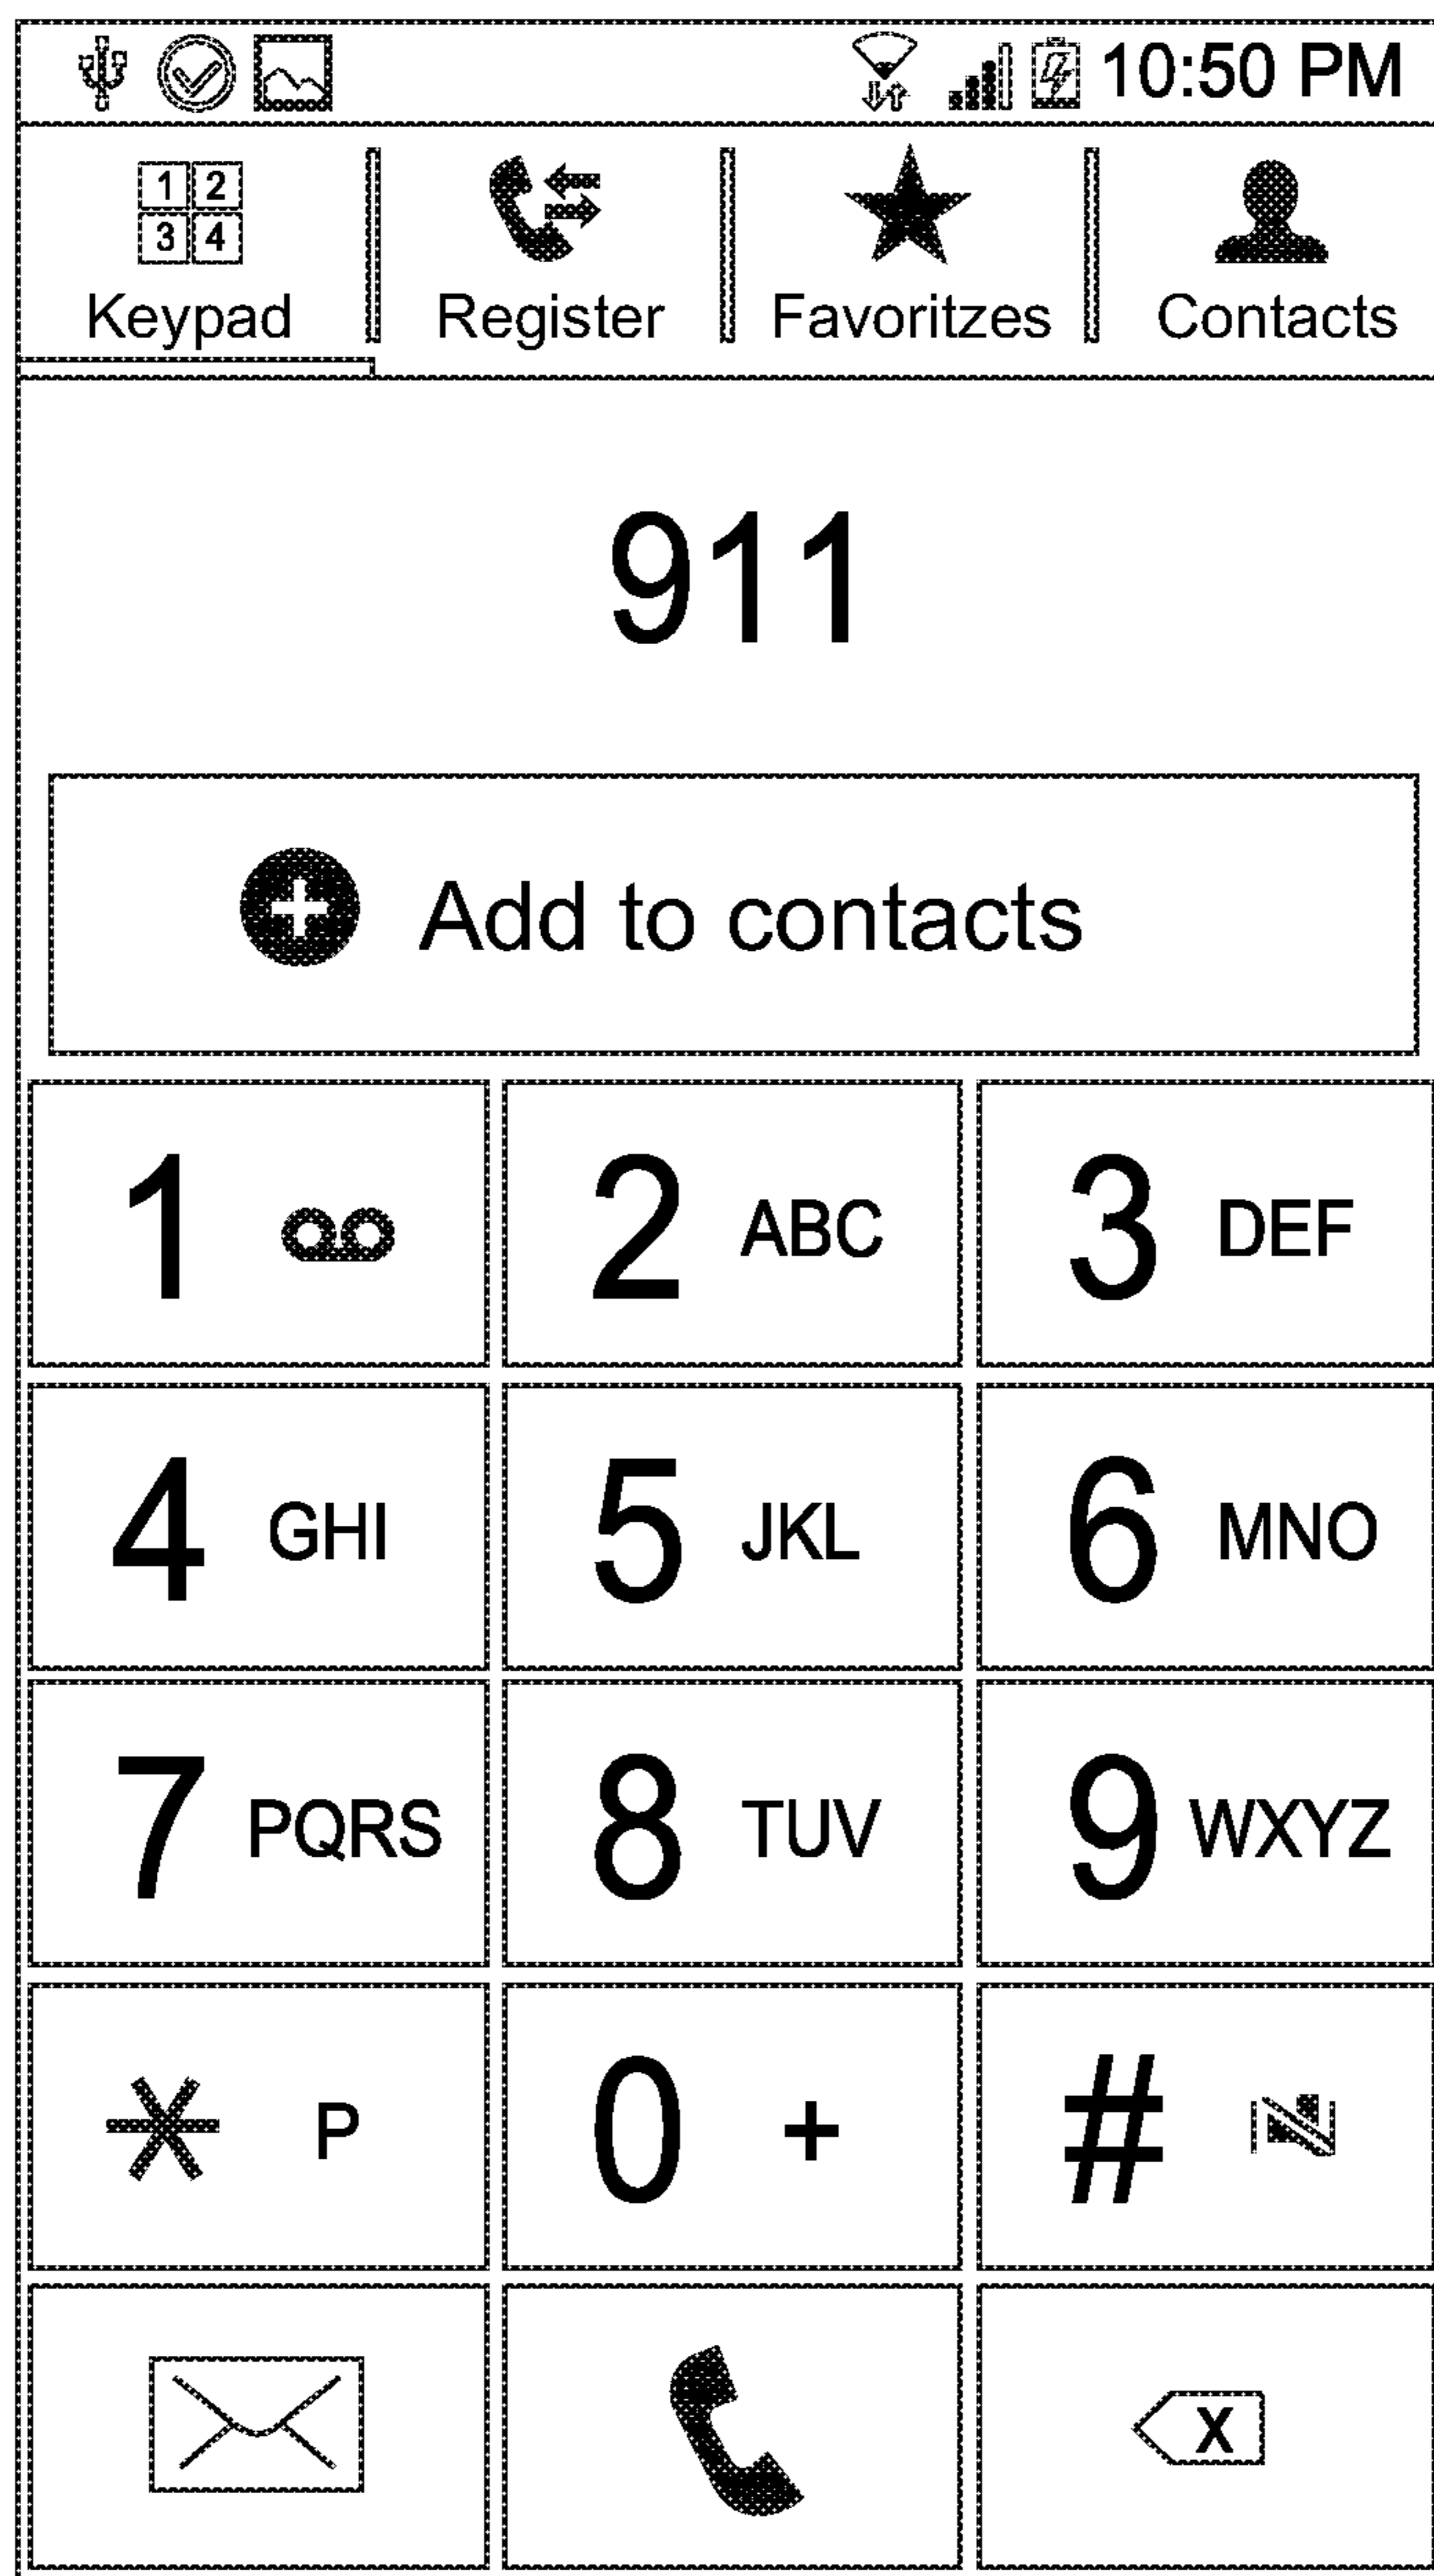 10:50 PM
1 2
3 4
Keypad Register Favoritzes Contacts
911
Add to contacts
1 2 ABC 3 DEF
4 GHI 5 JKL 6 MNO
7 PQRS 8 TUV 9 WXYZ
* P 0 + #
X